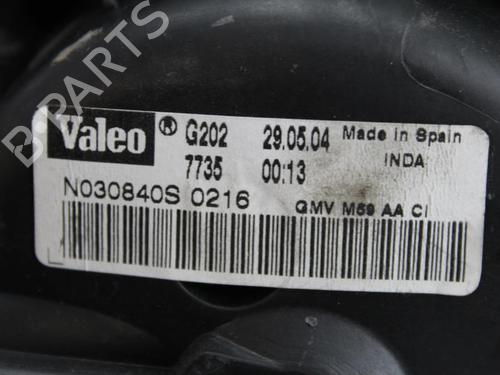 B-PARTS
Valeo ® G202 29.05.04 Made in Spain
7735 00:13 INDA
N030840S 0216 GMV M59 AA CI